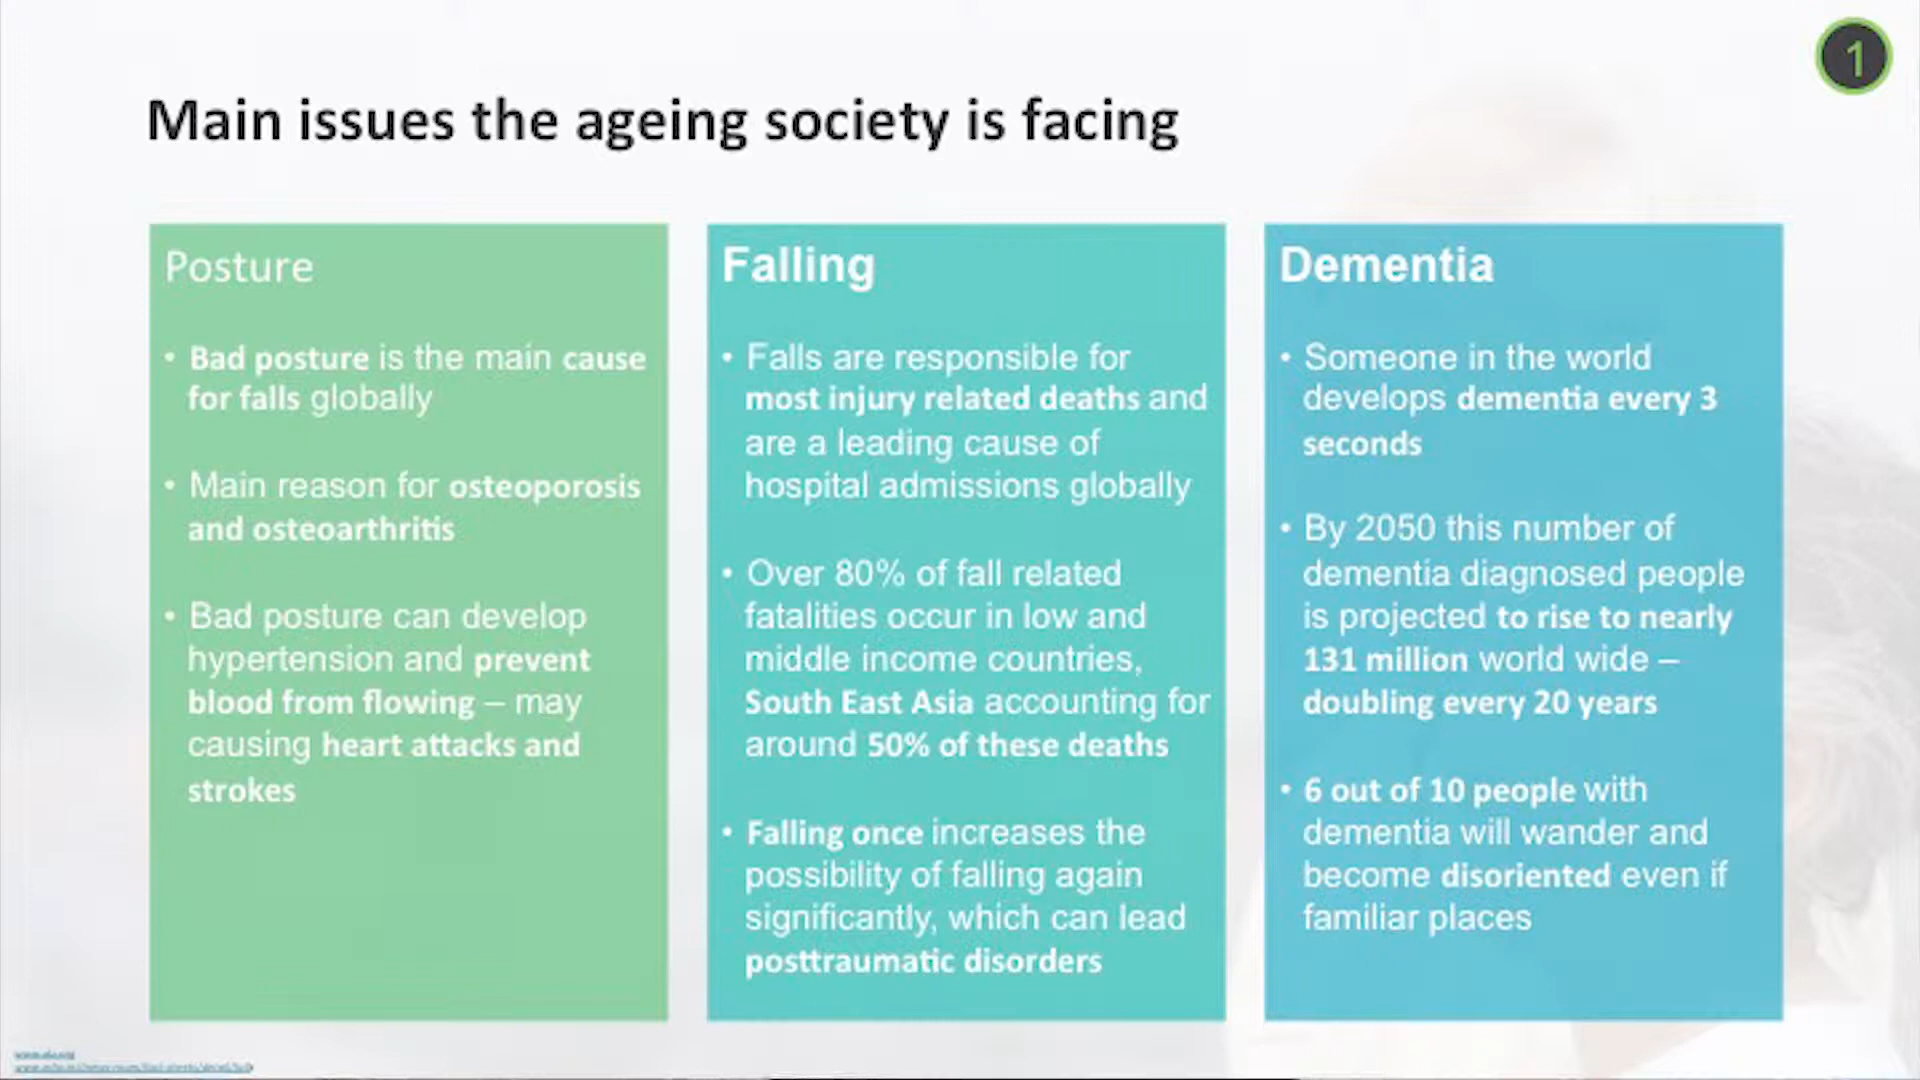 1
Main issues the ageing society is facing
Posture
• Bad posture is the main cause
for falls globally
• Main reason for osteoporosis
and osteoarthritis
• Bad posture can develop
hypertension and prevent
blood from flowing – may
causing heart attacks and
strokes
Falling
• Falls are responsible for
most injury related deaths and
are a leading cause of
hospital admissions globally
• Over 80% of fall related
fatalities occur in low and
middle income countries,
South East Asia accounting for
around 50% of these deaths
• Falling once increases the
possibility of falling again
significantly, which can lead
posttraumatic disorders
Dementia
• Someone in the world
develops dementia every 3
seconds
• By 2050 this number of
dementia diagnosed people
is projected to rise to nearly
131 million world wide –
doubling every 20 years
• 6 out of 10 people with
dementia will wander and
become disoriented even if
familiar places